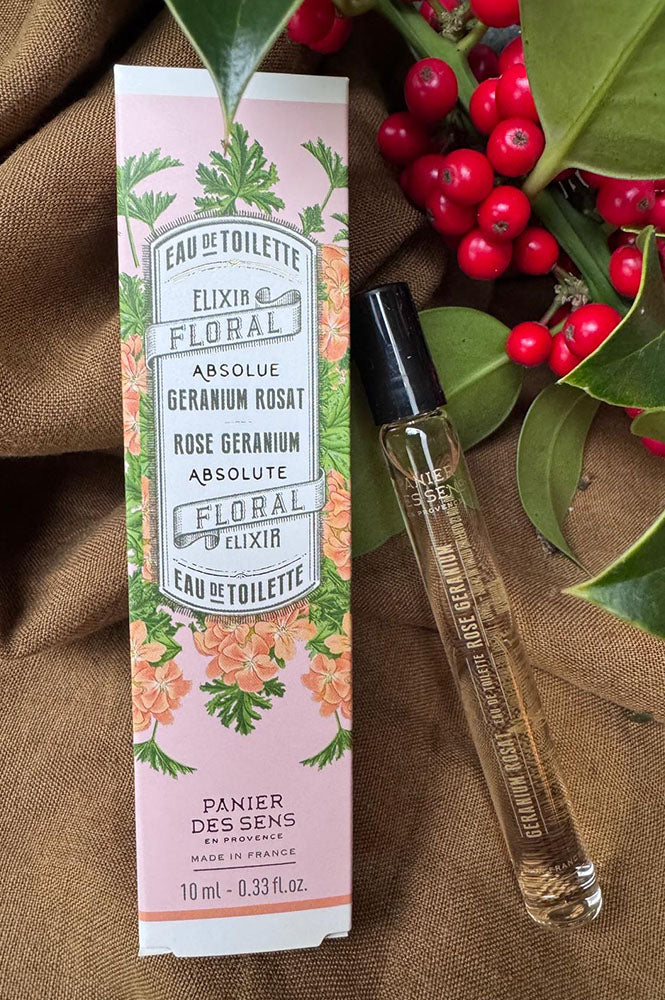 EAU DE TOILETTE
ELIXIR
FLORAL
ABSOLUE
GERANIUM ROSAT
ROSE GERANIUM
ABSOLUTE
FLORAL
ELIXIR
EAU DE TOILETTE
PANIER
DES SENS
EN PROVENCE
MADE IN FRANCE
10 ml - 0.33 fl.oz.
PANIER
DES SENS
EN PROVENCE
GERANIUM ROSAT EAU DE TOILETTE ROSE GERANIUM